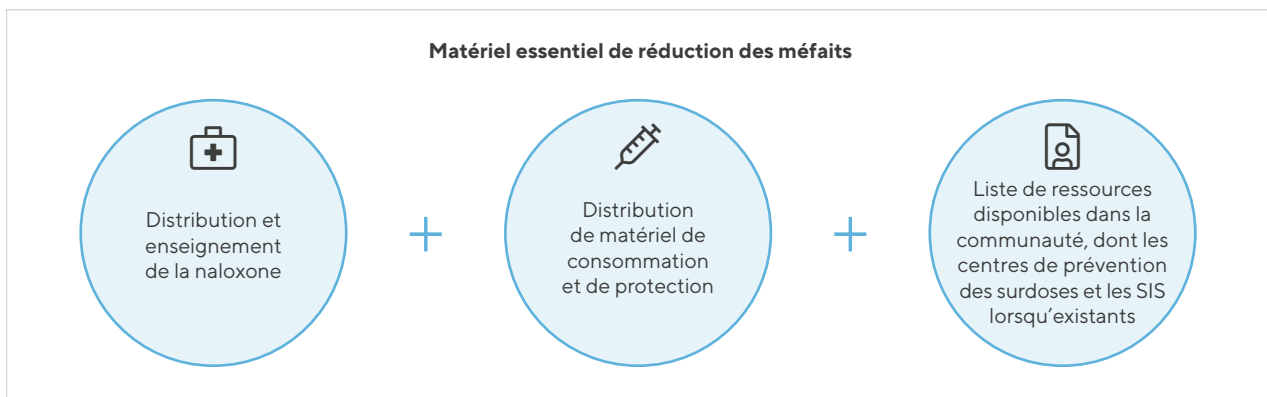 Matériel essentiel de réduction des méfaits
Distribution et
enseignement
de la naloxone
Distribution
de matériel de
consommation
et de protection
Liste de ressources
disponibles dans la
communauté, dont les
centres de prévention
des surdoses et les SIS
lorsqu’existants